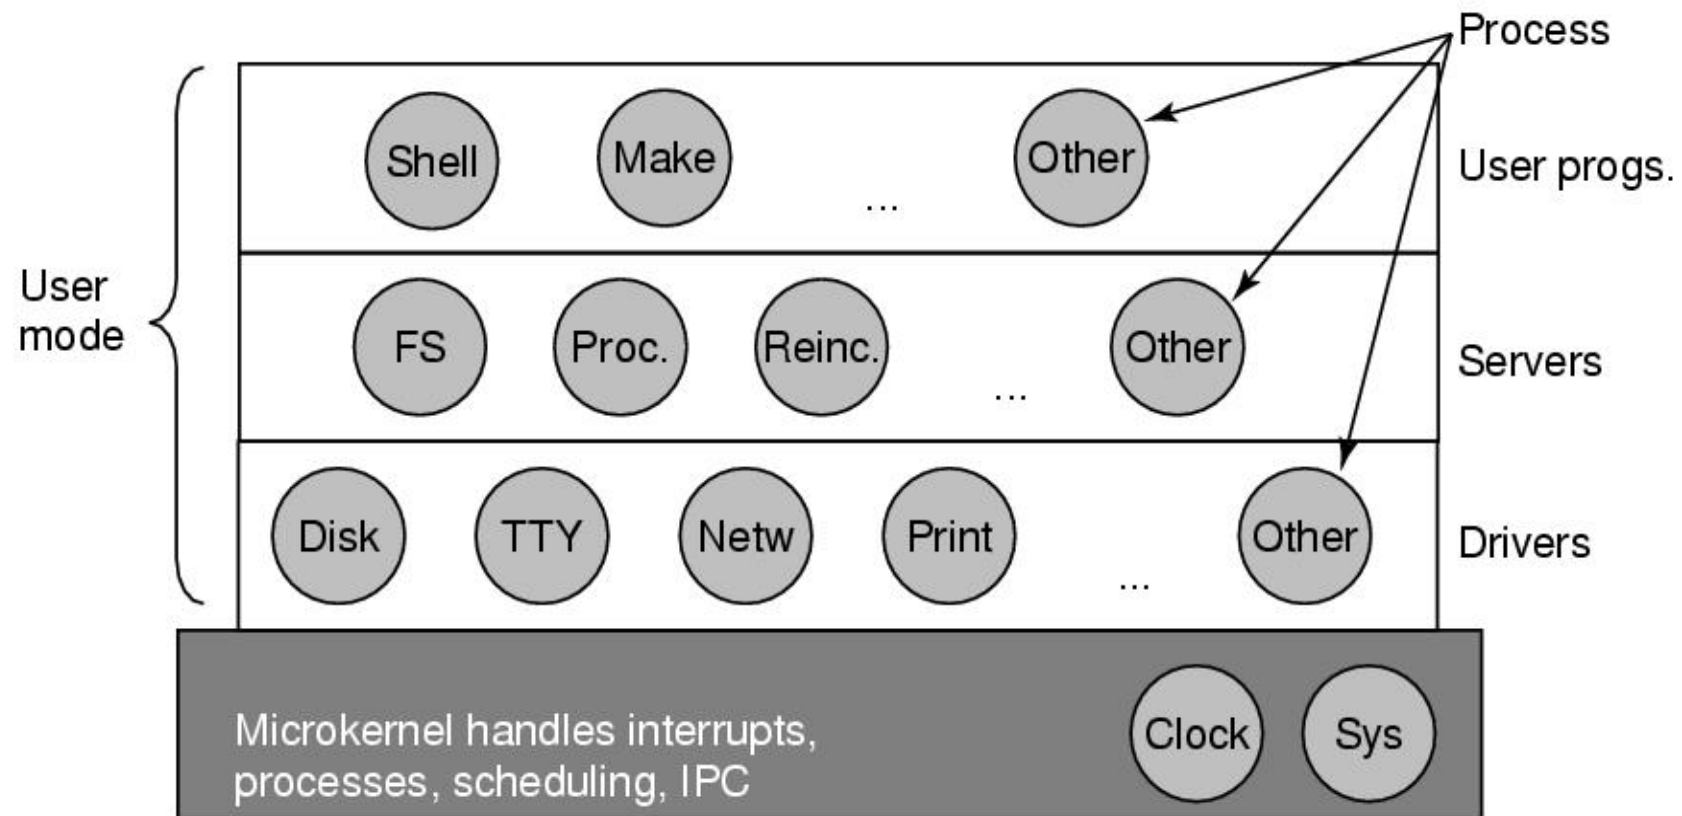 Process
Shell
Make
...
Other
User progs.
User
mode
FS
Proc.
Reinc.
...
Other
Servers
Disk
TTY
Netw
Print
...
Other
Drivers
Microkernel handles interrupts,
processes, scheduling, IPC
Clock
Sys